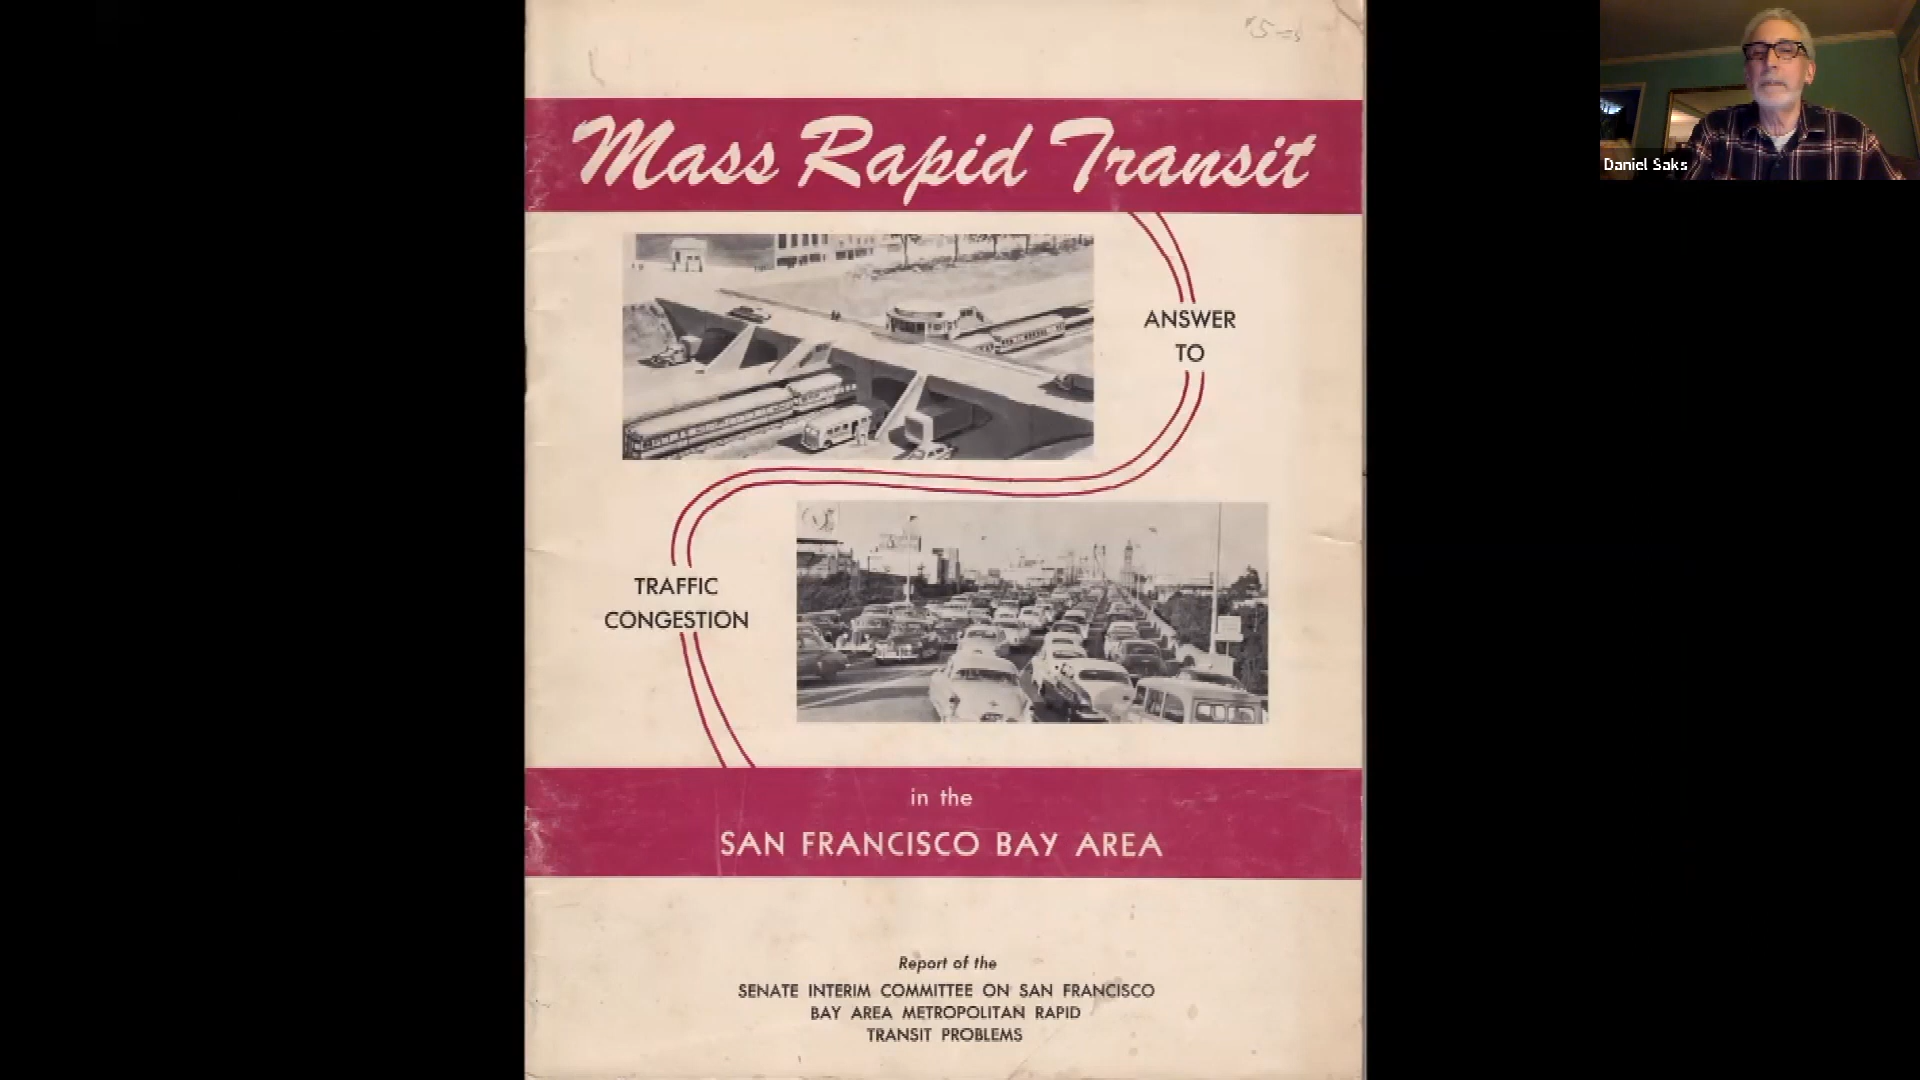 Mass Rapid Transit
ANSWER
TO
TRAFFIC
CONGESTION
in the
SAN FRANCISCO BAY AREA
Report of the
SENATE INTERIM COMMITTEE ON SAN FRANCISCO
BAY AREA METROPOLITAN RAPID
TRANSIT PROBLEMS
Daniel Saks